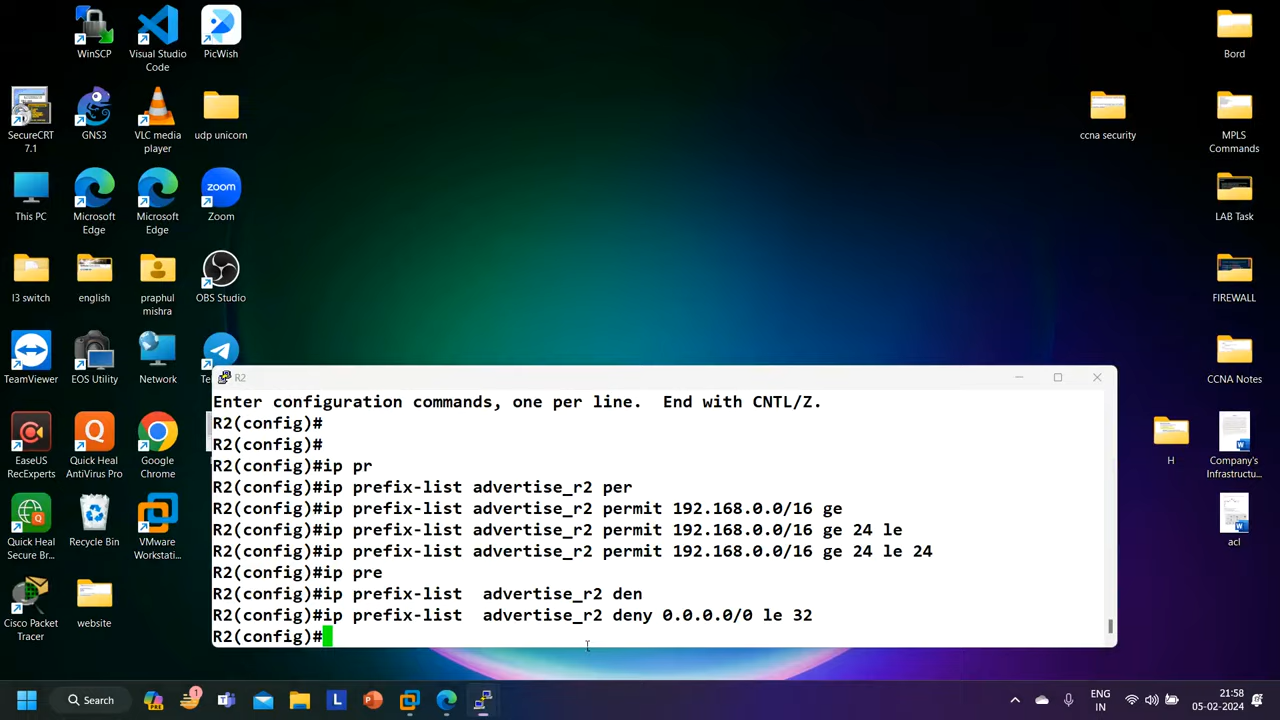 WinSCP
Visual Studio
Code
PicWish
SecureCRT
7.1
GNS3
VLC media
player
udp unicorn
This PC
Microsoft
Edge
Microsoft
Edge
Zoom
zoom
l3 switch
english
praphul
mishra
OBS Studio
TeamViewer
EOS Utility
Network
Te
EaseUS
RecExperts
Quick Heal
AntiVirus Pro
Google
Chrome
Quick Heal
Secure Br...
Recycle Bin
VMware
Workstati...
Cisco Packet
Tracer
website
Bord
ccna security
MPLS
Commands
LAB Task
FIREWALL
CCNA Notes
H
Company's
Infrastructu...
acl
R2
Enter configuration commands, one per line.  End with CNTL/Z.
R2(config)#
R2(config)#
R2(config)#ip pr
R2(config)#ip prefix-list advertise_r2 per
R2(config)#ip prefix-list advertise_r2 permit 192.168.0.0/16 ge
R2(config)#ip prefix-list advertise_r2 permit 192.168.0.0/16 ge 24 le
R2(config)#ip prefix-list advertise_r2 permit 192.168.0.0/16 ge 24 le 24
R2(config)#ip pre
R2(config)#ip prefix-list  advertise_r2 den
R2(config)#ip prefix-list  advertise_r2 deny 0.0.0.0/0 le 32
R2(config)#
Search
PRE
1
L
ENG
IN
21:58
05-02-2024